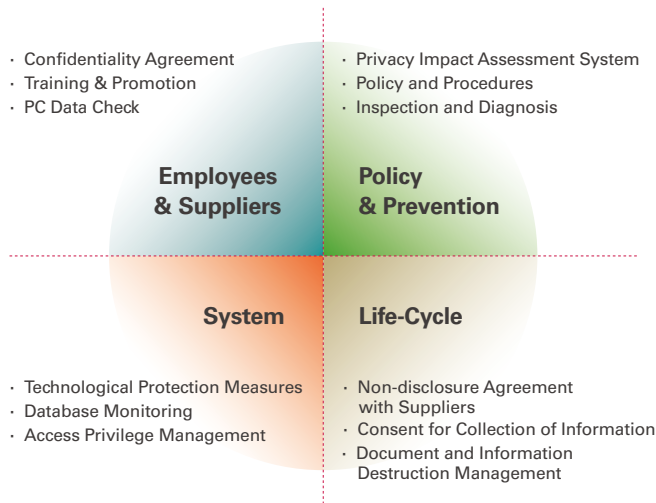 · Confidentiality Agreement
· Training & Promotion
· PC Data Check
Employees
& Suppliers
· Privacy Impact Assessment System
· Policy and Procedures
· Inspection and Diagnosis
Policy
& Prevention
System
· Technological Protection Measures
· Database Monitoring
· Access Privilege Management
Life-Cycle
· Non-disclosure Agreement
with Suppliers
· Consent for Collection of Information
· Document and Information
Destruction Management